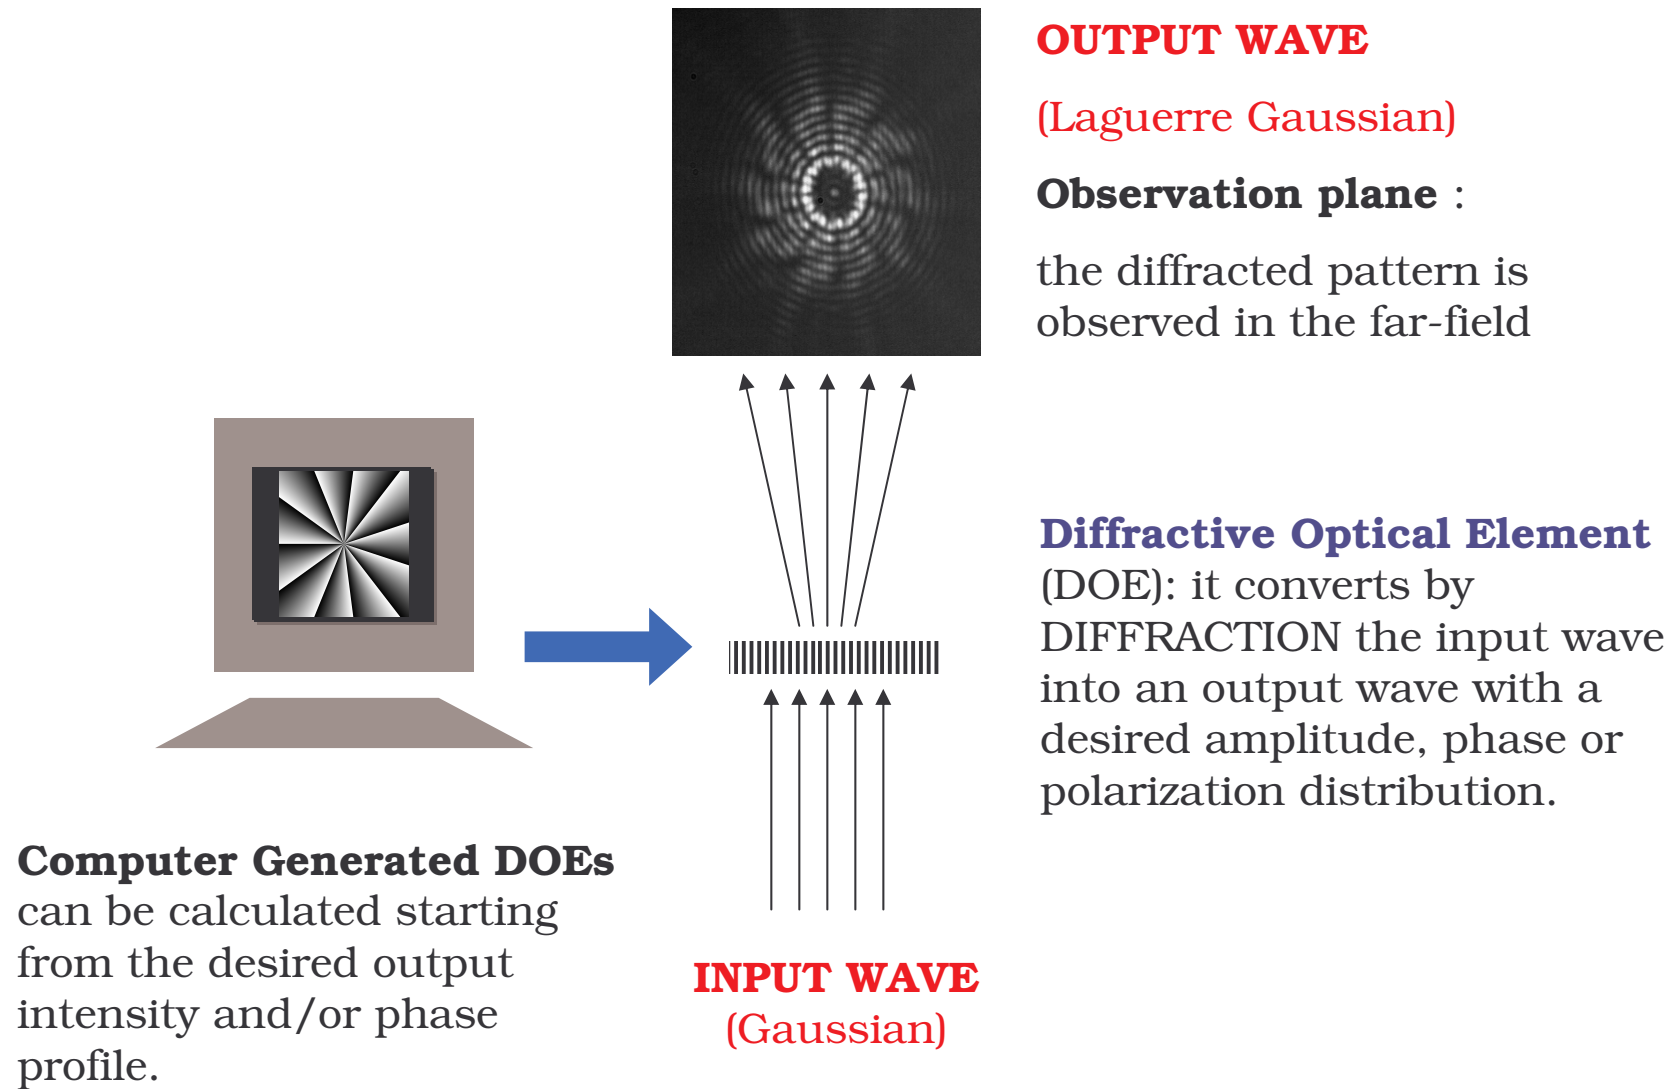 OUTPUT WAVE
(Laguerre Gaussian)
Observation plane :
the diffracted pattern is
observed in the far-field
Diffractive Optical Element
(DOE): it converts by
DIFFRACTION the input wave
into an output wave with a
desired amplitude, phase or
polarization distribution.
Computer Generated DOEs
can be calculated starting
from the desired output
intensity and/or phase
profile.
INPUT WAVE
(Gaussian)